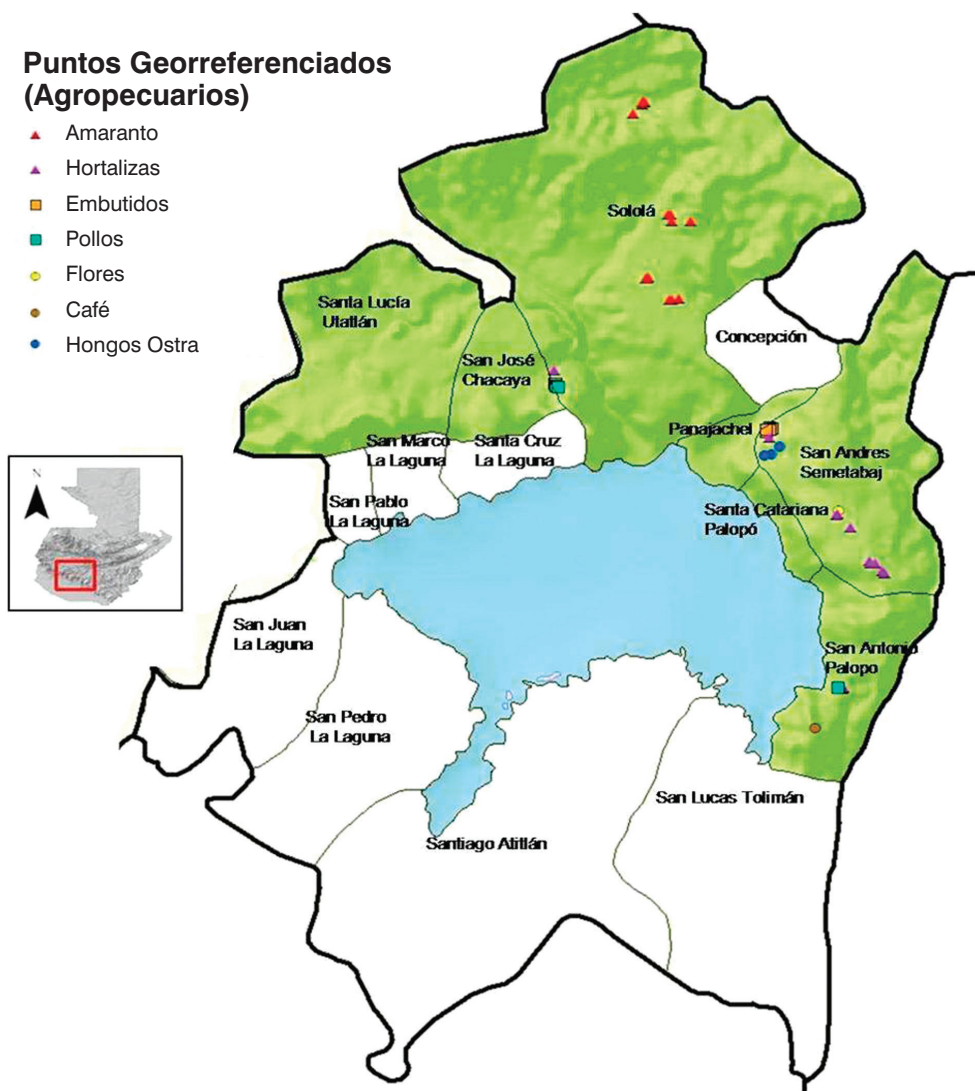 Puntos Georreferenciados
(Agropecuarios)
Amaranto
Hortalizas
Embutidos
Pollos
Flores
Café
Hongos Ostra
N
Sololá
Santa Lucía
Utatlán
Concepción
San José
Chacaya
Panajachel
San Marco
La Laguna
Santa Cruz
La Laguna
San Andres
Semetabaj
San Pablo
La Laguna
Santa Catariana
Palopó
San Juan
La Laguna
San Antonio
Palopo
San Pedro
La Laguna
San Lucas Tolimán
Santiago Atitlán